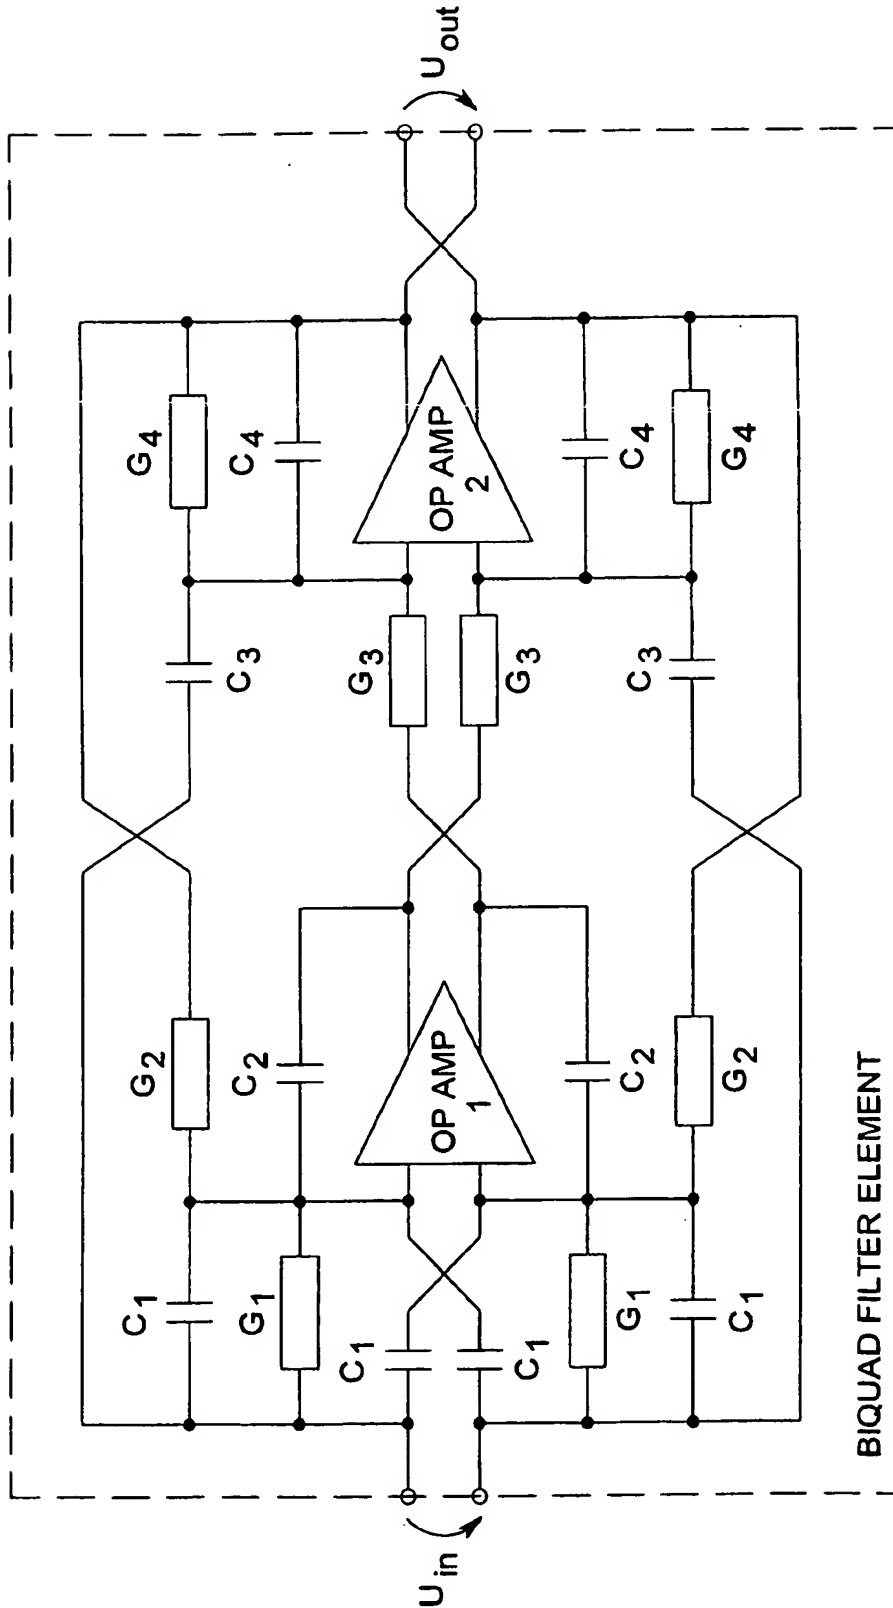 G4
C4
C4
G4
OP AMP
2
Uout
C3
G3
G3
C3
G2
C2
C2
G2
OP AMP
1
C1
G1
C1
C1
G1
C1
Uin
BIQUAD FILTER ELEMENT